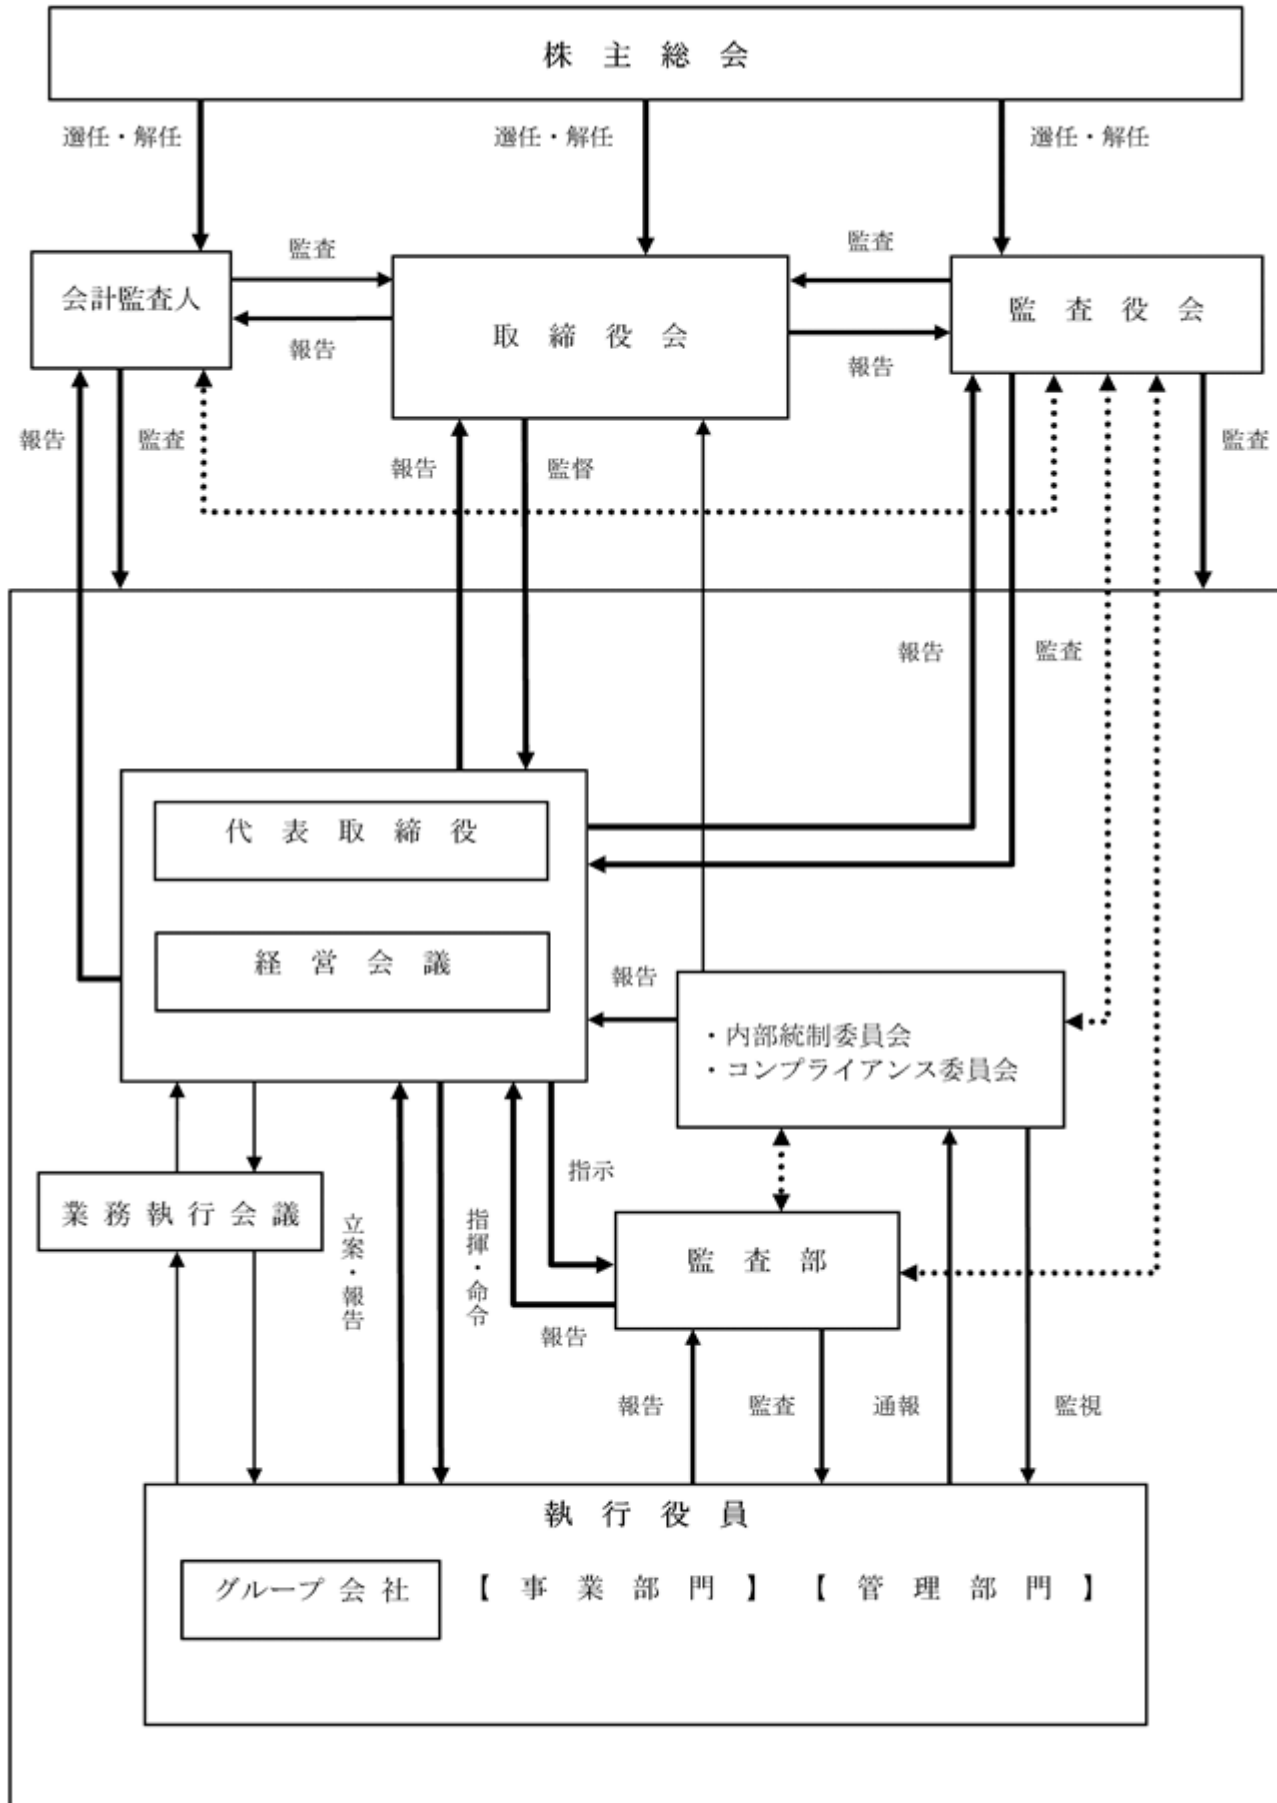 株主総会
選任・解任
選任・解任
選任・解任
監査
監査
会計監査人
取締役会
監査役会
報告
報告
報告
監査
報告
監督
監査
報告
監査
代表取締役
経営会議
報告
・内部統制委員会
・コンプライアンス委員会
指示
業務執行会議
立案・報告
指揮・命令
監査部
報告
報告
監査
通報
監視
執行役員
グループ会社
【事業部門】
【管理部門】